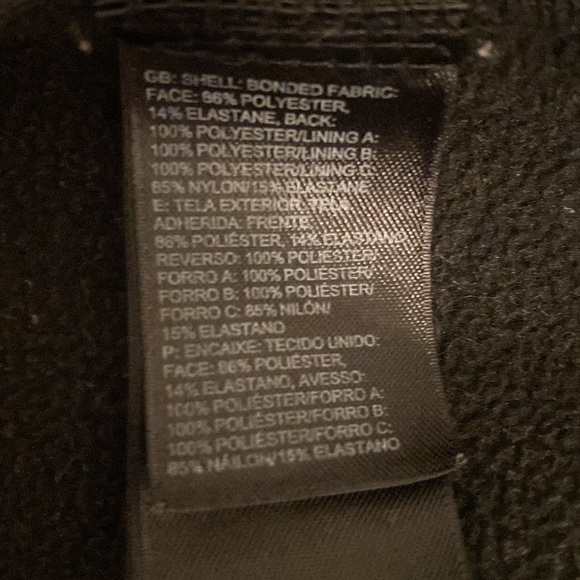 GB: SHELL: BONDED FABRIC:
FACE: 86% POLYESTER,
14% ELASTANE, BACK:
100% POLYESTER/LINING A:
100% POLYESTER/LINING B:
100% POLYESTER/LINING C:
85% NYLON/15% ELASTANE
E: TELA EXTERIOR: TELA
ADHERIDA: FRENTE:
86% POLIÉSTER, 14% ELASTANO,
REVERSO: 100% POLIÉSTER/
FORRO A: 100% POLIÉSTER/
FORRO B: 100% POLIÉSTER/
FORRO C: 85% NILÓN/
15% ELASTANO
P: ENCAIXE: TECIDO UNIDO:
FACE: 86% POLIÉSTER,
14% ELASTANO, AVESSO:
100% POLIÉSTER/FORRO A:
100% POLIÉSTER/FORRO B:
100% POLIÉSTER/FORRO C:
85% NÁILON/15% ELASTANO